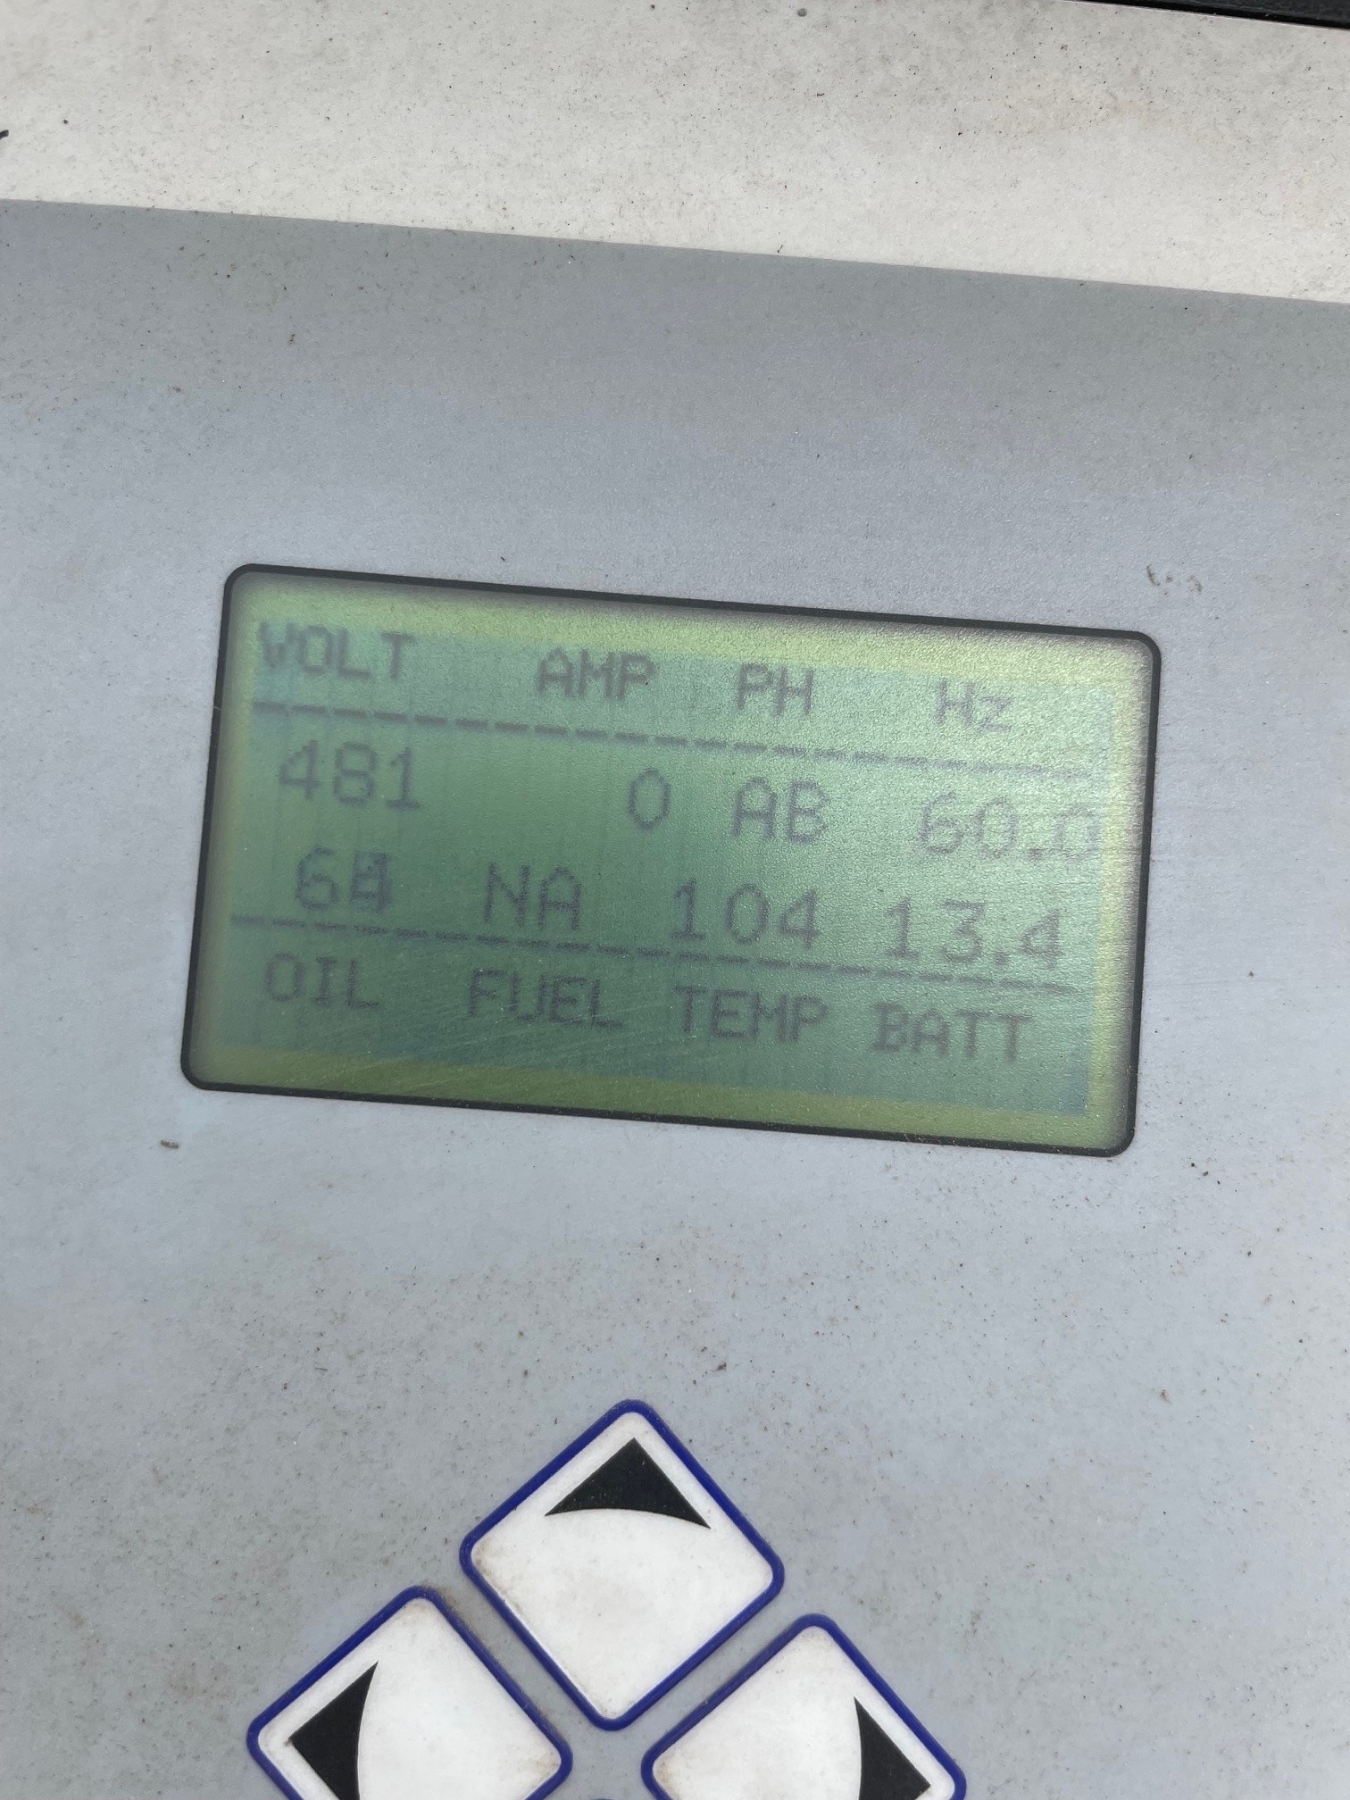 VOLT AMP PH Hz
481 0 AB 60.0
NA 104 13.4
OIL FUEL TEMP BATT